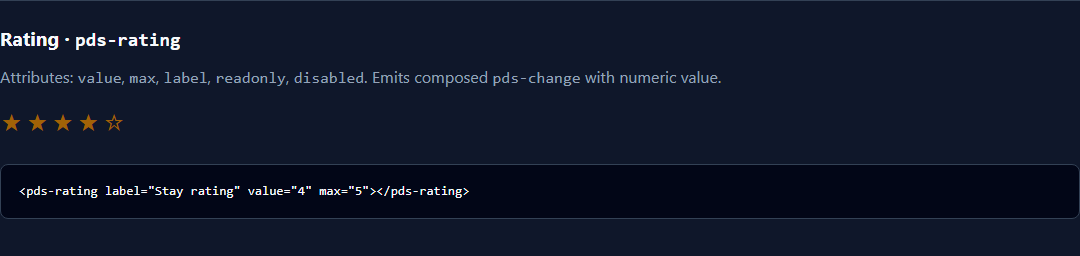 Rating · pds-rating
Attributes: value, max, label, readonly, disabled. Emits composed pds-change with numeric value.
★ ★ ★ ★ ☆
<pds-rating label="Stay rating" value="4" max="5"></pds-rating>